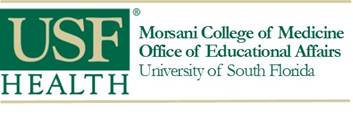 USF®
HEALTH
Morsani College of Medicine
Office of Educational Affairs
University of South Florida